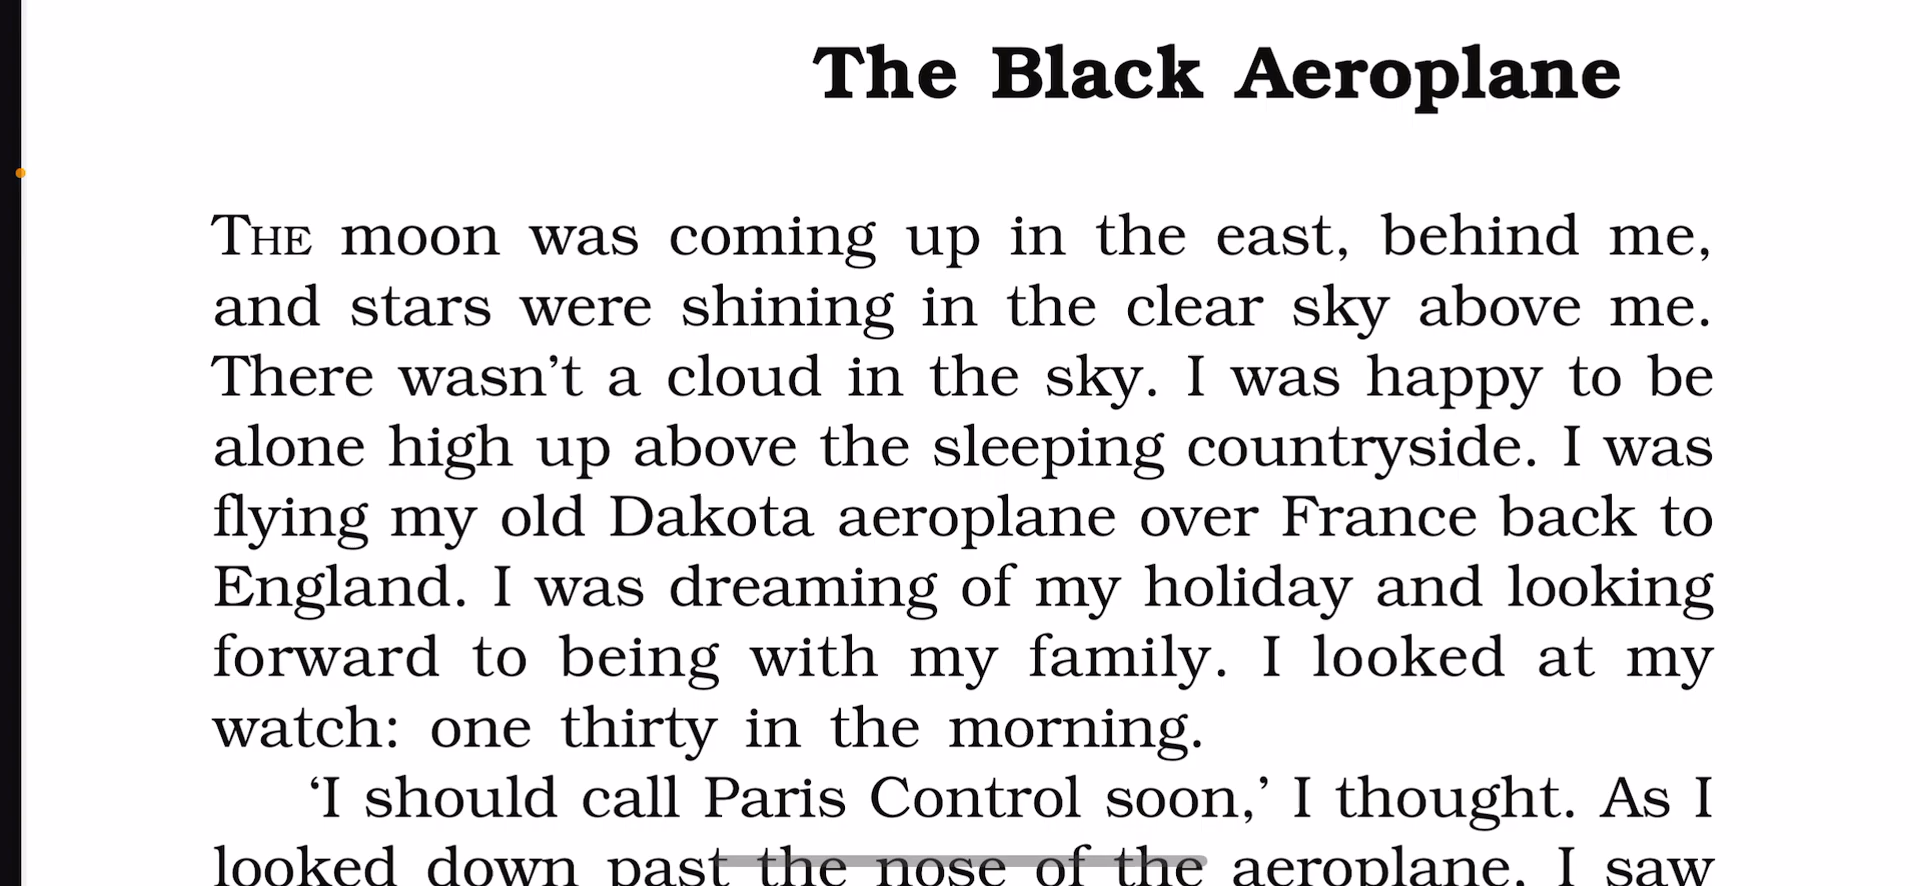 The Black Aeroplane
THE moon was coming up in the east, behind me,
and stars were shining in the clear sky above me.
There wasn’t a cloud in the sky. I was happy to be
alone high up above the sleeping countryside. I was
flying my old Dakota aeroplane over France back to
England. I was dreaming of my holiday and looking
forward to being with my family. I looked at my
watch: one thirty in the morning.
‘I should call Paris Control soon,’ I thought. As I
looked down past the nose of the aeroplane, I saw